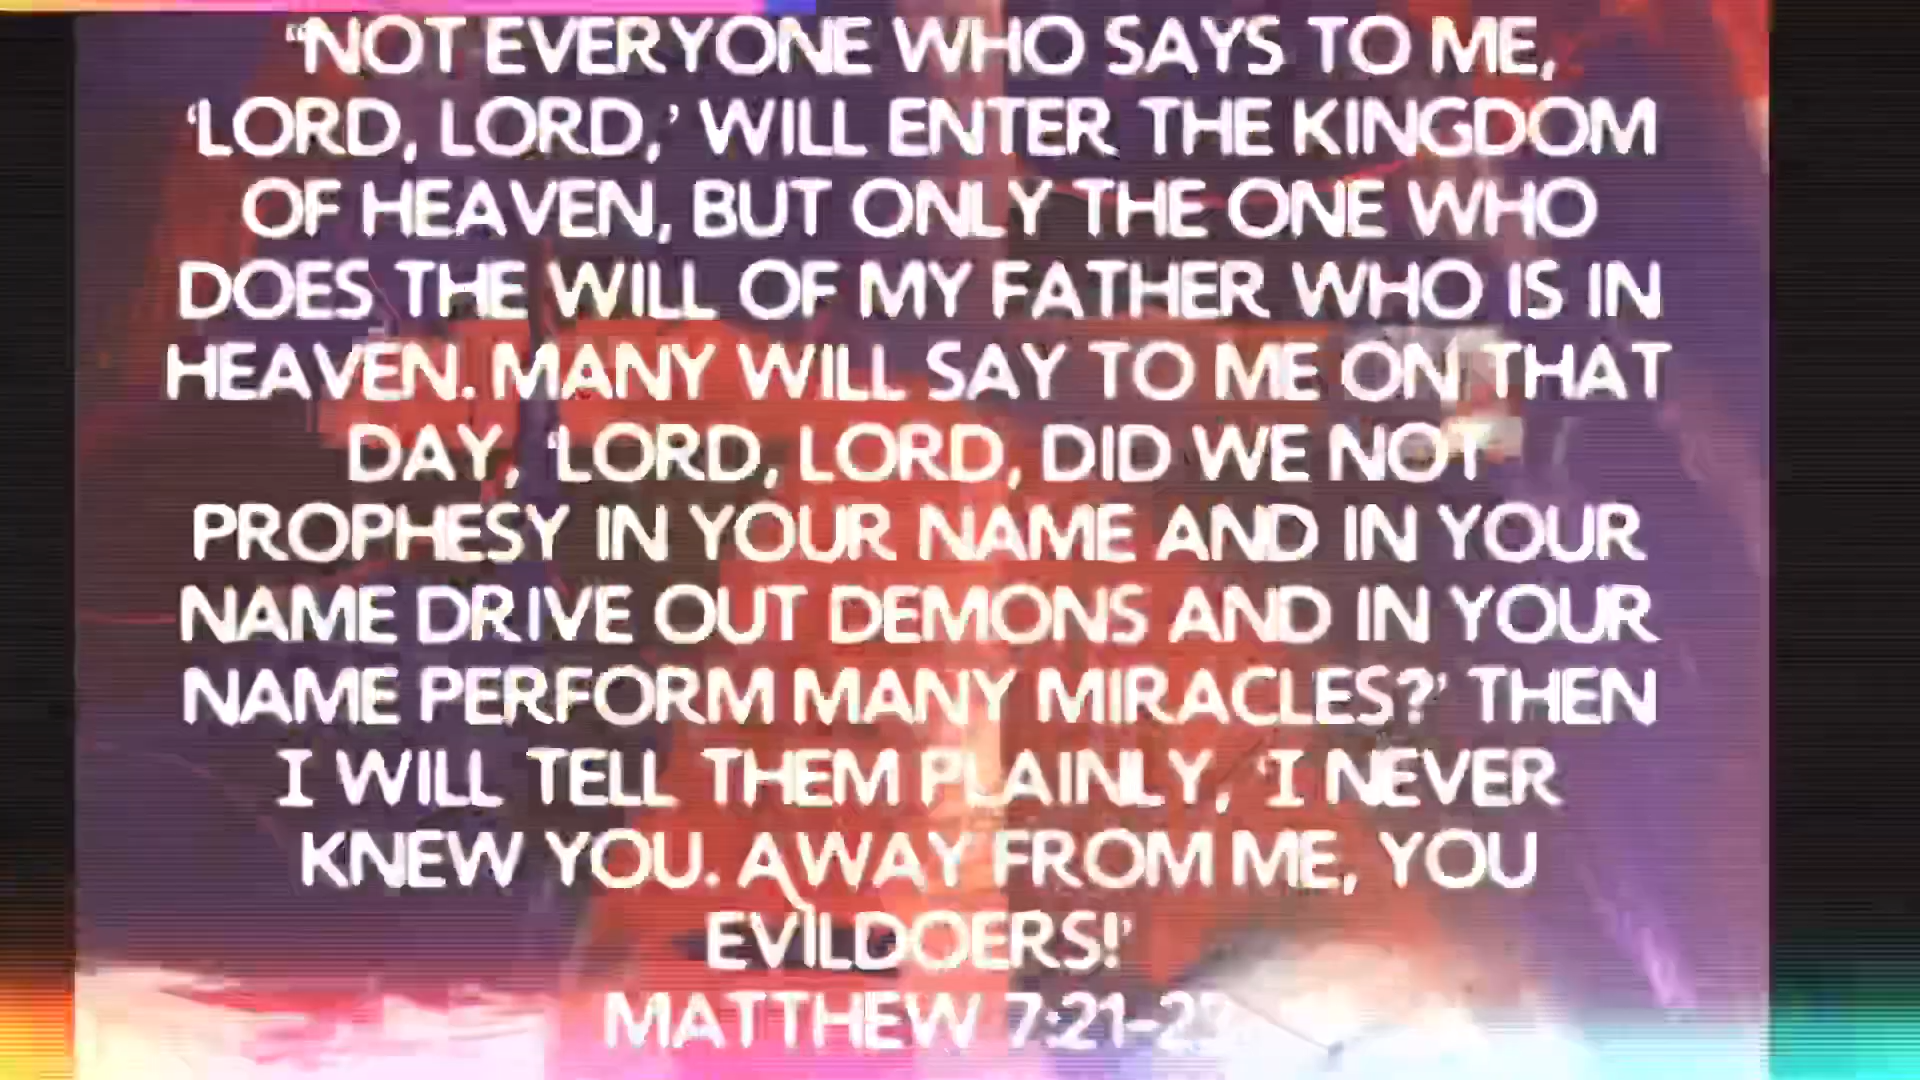 “NOT EVERYONE WHO SAYS TO ME,
‘LORD, LORD,’ WILL ENTER THE KINGDOM
OF HEAVEN, BUT ONLY THE ONE WHO
DOES THE WILL OF MY FATHER WHO IS IN
HEAVEN. MANY WILL SAY TO ME ON THAT
DAY, ‘LORD, LORD, DID WE NOT
PROPHESY IN YOUR NAME AND IN YOUR
NAME DRIVE OUT DEMONS AND IN YOUR
NAME PERFORM MANY MIRACLES?’ THEN
I WILL TELL THEM PLAINLY, ‘I NEVER
KNEW YOU. AWAY FROM ME, YOU
EVILDOERS!’
MATTHEW 7:21-23